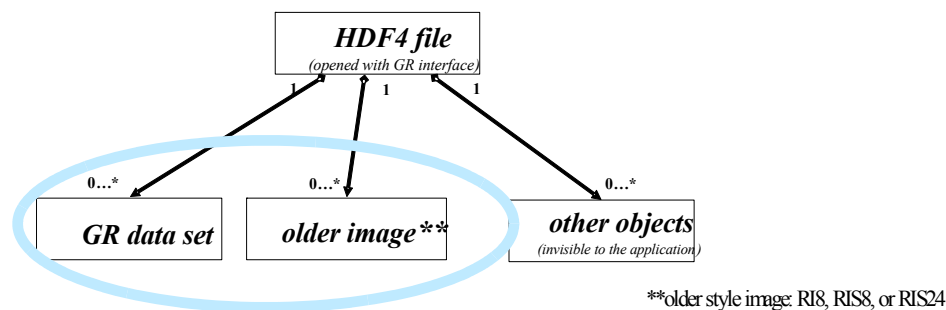 HDF4 file
(opened with GR interface)
1 1 1
0…* 0…* 0…*
GR data set older image** other objects
(invisible to the application)
**older style image: RI8, RIS8, or RIS24